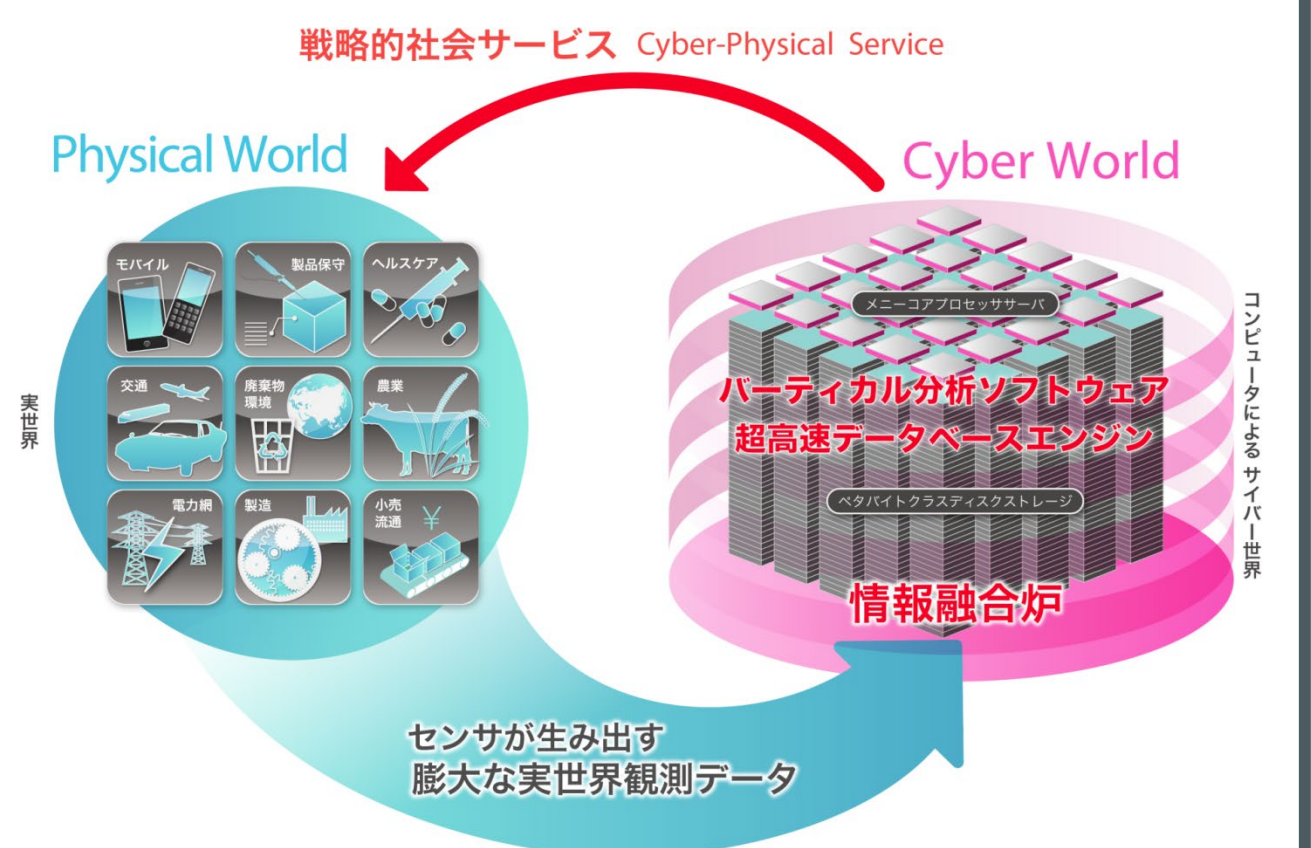 戦略的社会サービス Cyber-Physical Service
Physical World
Cyber World
モバイル
製品保守
ヘルスケア
交通
廃棄物
環境
農業
電力網
製造
小売
流通
¥
実世界
メニーコアプロセッササーバ
バーティカル分析ソフトウェア
超高速データベースエンジン
ペタバイトクラスディスクストレージ
情報融合炉
コンピュータによる サイバー世界
センサが生み出す
膨大な実世界観測データ